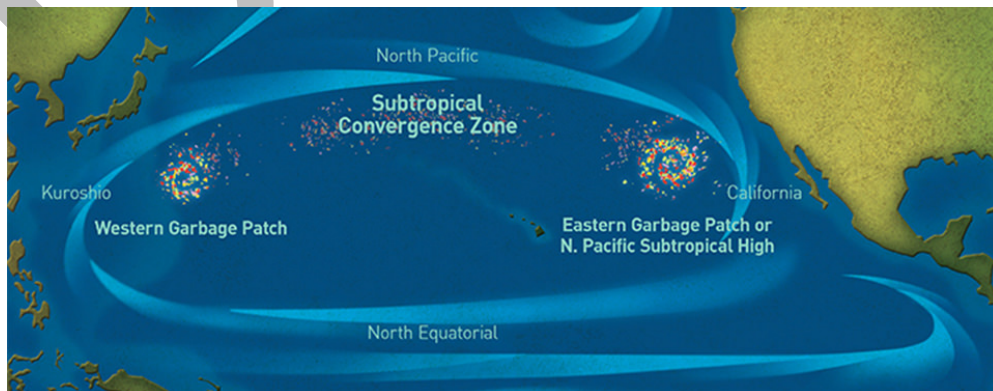 North Pacific
Subtropical
Convergence Zone
Kuroshio
California
Western Garbage Patch
Eastern Garbage Patch or
N. Pacific Subtropical High
North Equatorial